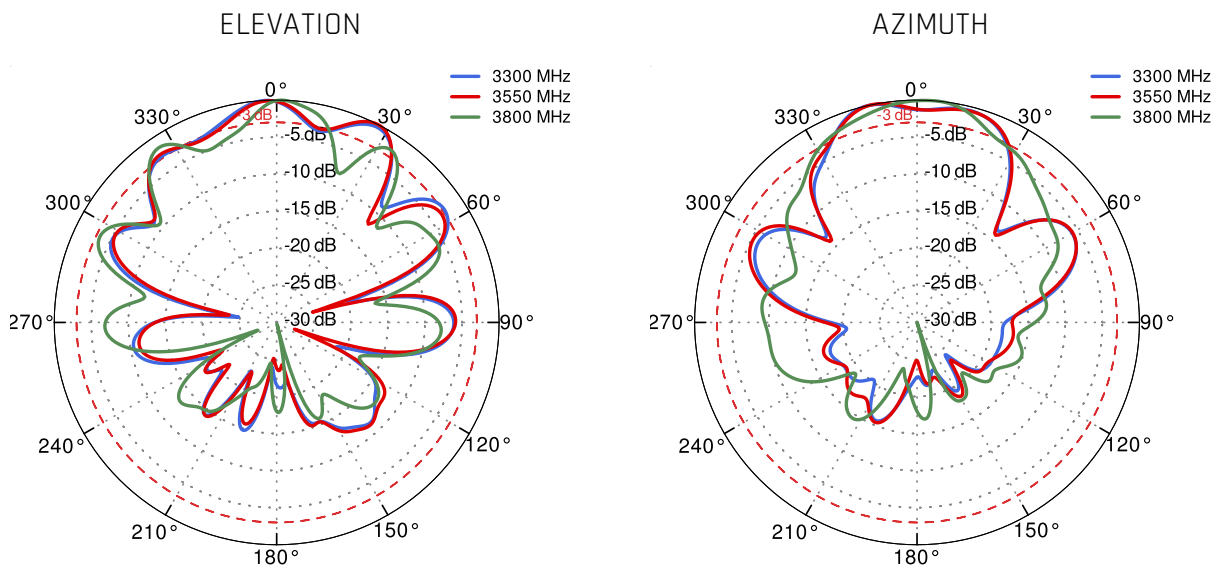 ELEVATION
3300 MHz
3550 MHz
3800 MHz
0°
30°
60°
90°
120°
150°
180°
210°
240°
270°
300°
330°
-3 dB
-5 dB
-10 dB
-15 dB
-20 dB
-25 dB
-30 dB
AZIMUTH
3300 MHz
3550 MHz
3800 MHz
0°
30°
60°
90°
120°
150°
180°
210°
240°
270°
300°
330°
-3 dB
-5 dB
-10 dB
-15 dB
-20 dB
-25 dB
-30 dB